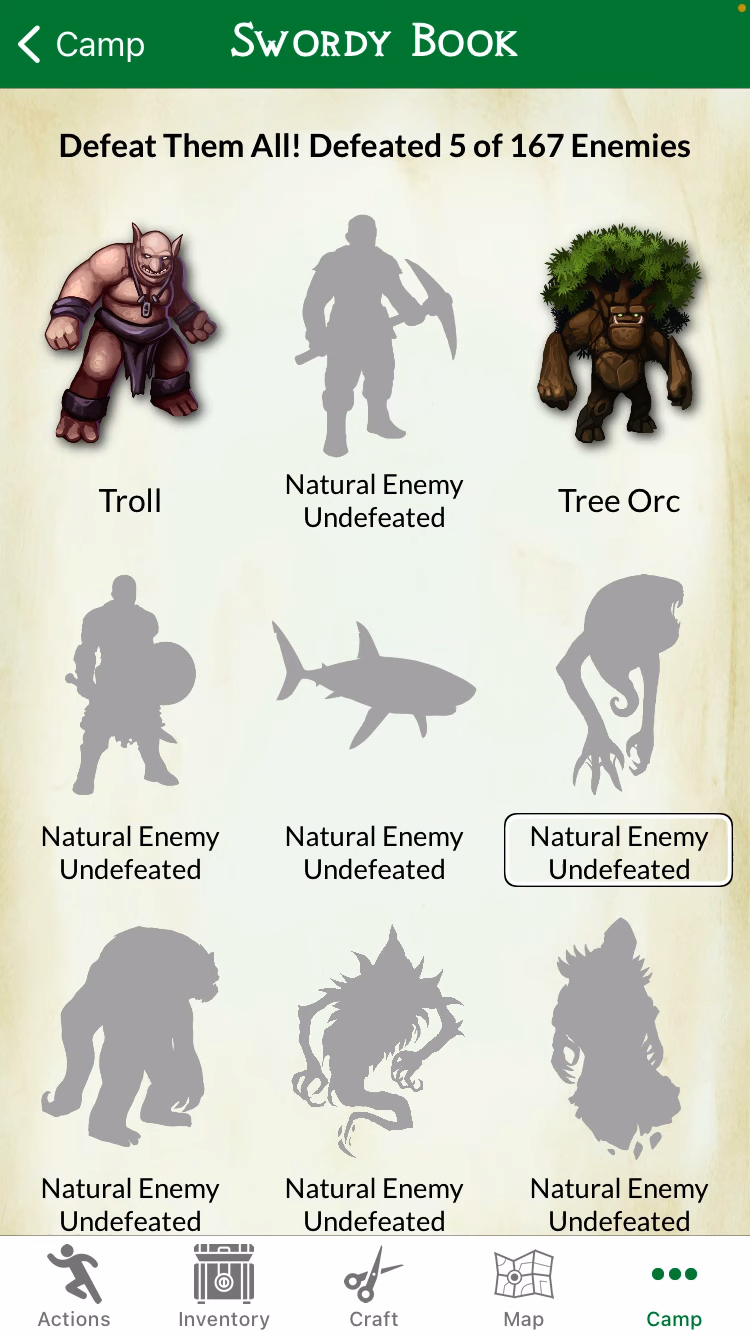 Camp
Swordy Book
Defeat Them All! Defeated 5 of 167 Enemies
Troll
Natural Enemy
Undefeated
Tree Orc
Natural Enemy
Undefeated
Natural Enemy
Undefeated
Natural Enemy
Undefeated
Natural Enemy
Undefeated
Natural Enemy
Undefeated
Natural Enemy
Undefeated
Actions
Inventory
Craft
Map
Camp